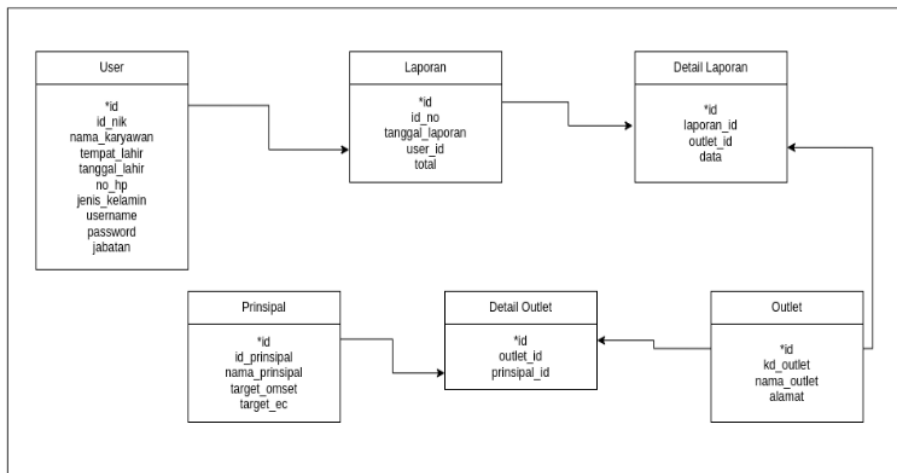 User
*id
id_nik
nama_karyawan
tempat_lahir
tanggal_lahir
no_hp
jenis_kelamin
username
password
jabatan
Laporan
*id
id_no
tanggal_laporan
user_id
total
Detail Laporan
*id
laporan_id
outlet_id
data
Prinsipal
*id
id_prinsipal
nama_prinsipal
target_omset
target_ec
Detail Outlet
*id
outlet_id
prinsipal_id
Outlet
*id
kd_outlet
nama_outlet
alamat